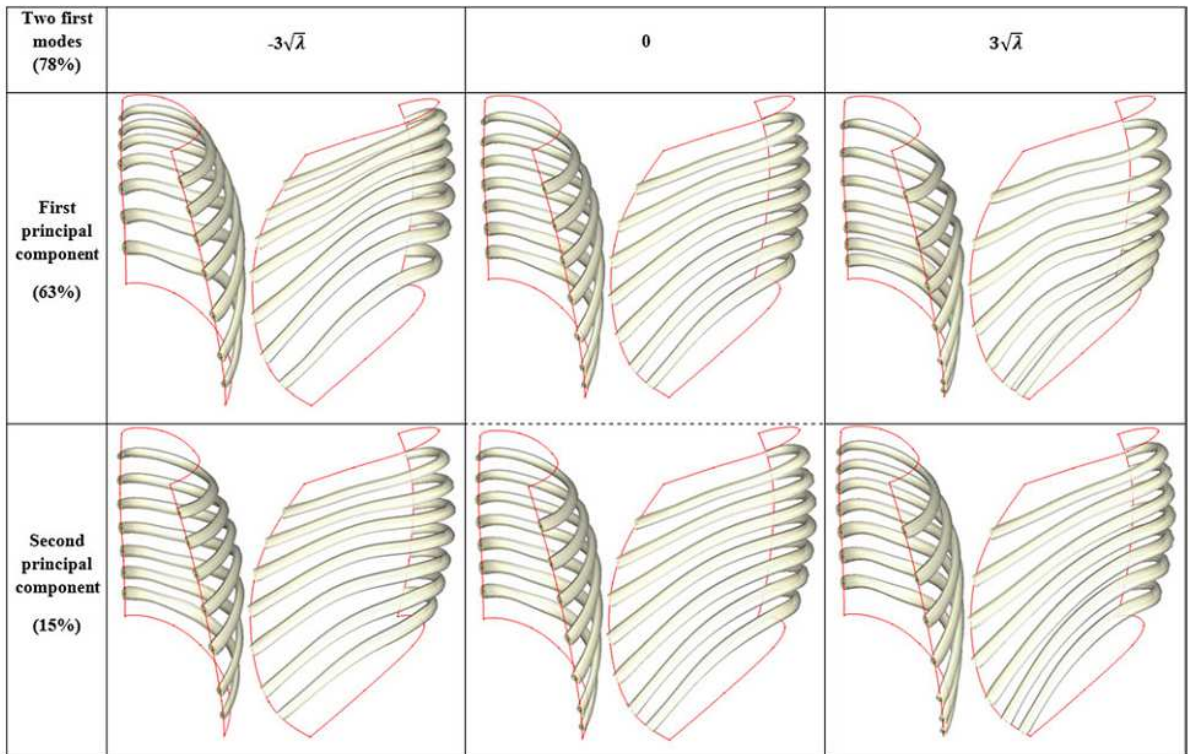 Two first
modes
(78%)
-3√λ
0
3√λ
First
principal
component
(63%)
Second
principal
component
(15%)